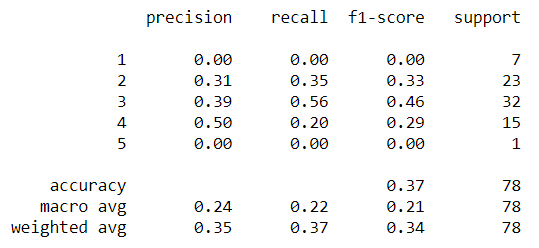 precision recall f1-score support
1 0.00 0.00 0.00 7
2 0.31 0.35 0.33 23
3 0.39 0.56 0.46 32
4 0.50 0.20 0.29 15
5 0.00 0.00 0.00 1
accuracy 0.37 78
macro avg 0.24 0.22 0.21 78
weighted avg 0.35 0.37 0.34 78